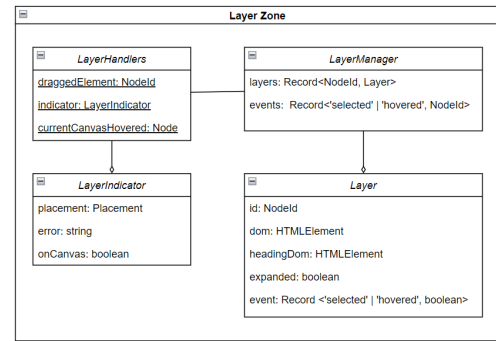 Layer Zone
LayerHandlers
draggedElement: NodeId
indicator: LayerIndicator
currentCanvasHovered: Node
LayerManager
layers: Record<NodeId, Layer>
events:  Record<'selected' | 'hovered', NodeId>
LayerIndicator
placement: Placement
error: string
onCanvas: boolean
Layer
id: NodeId
dom: HTMLElement
headingDom: HTMLElement
expanded: boolean
event: Record <'selected' | 'hovered', boolean>